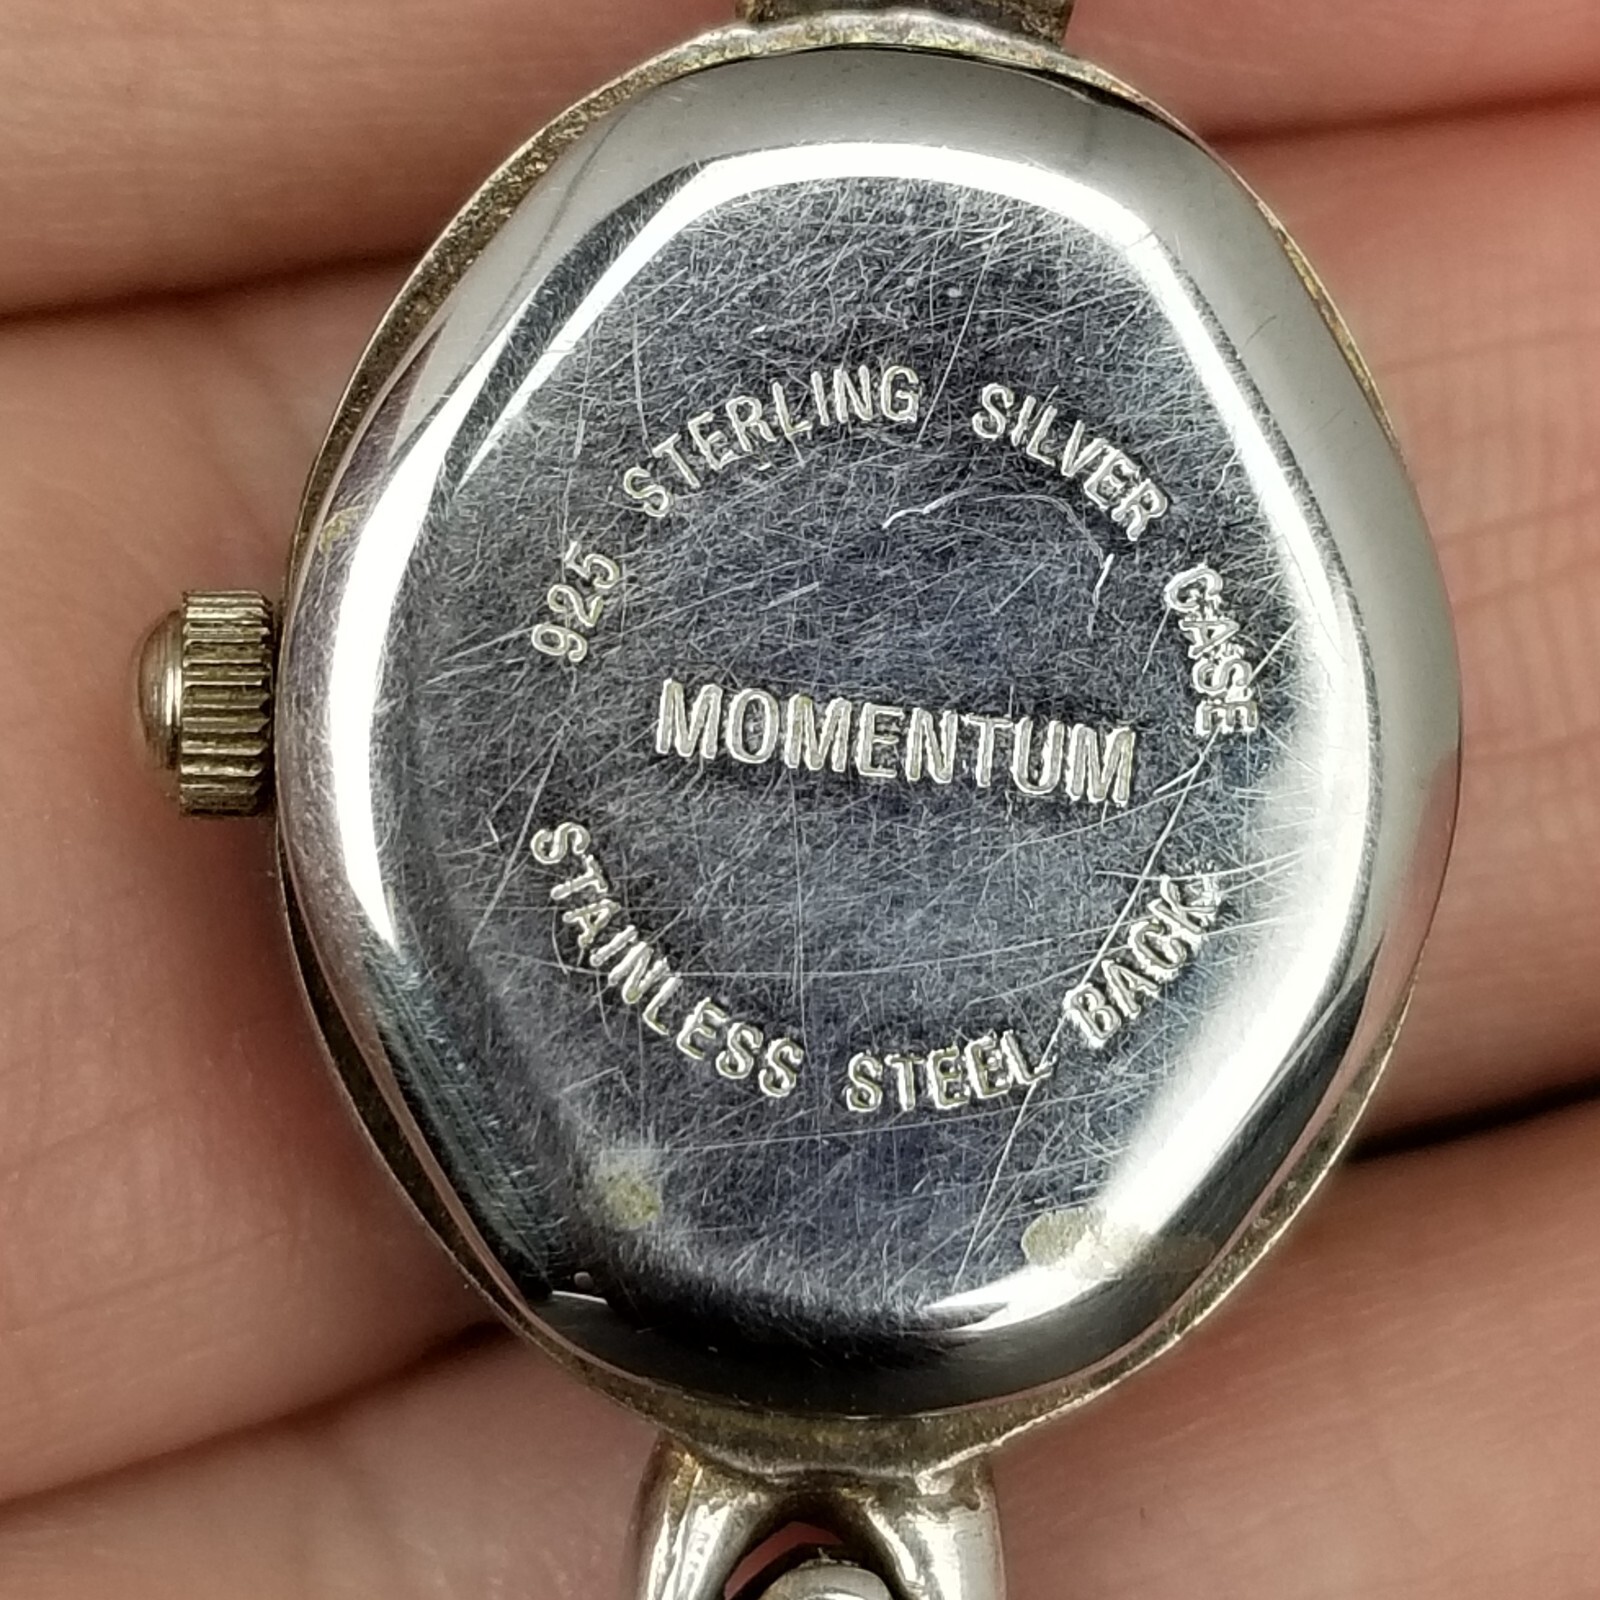 925 STERLING SILVER CASE
MOMENTUM
STAINLESS STEEL BACK